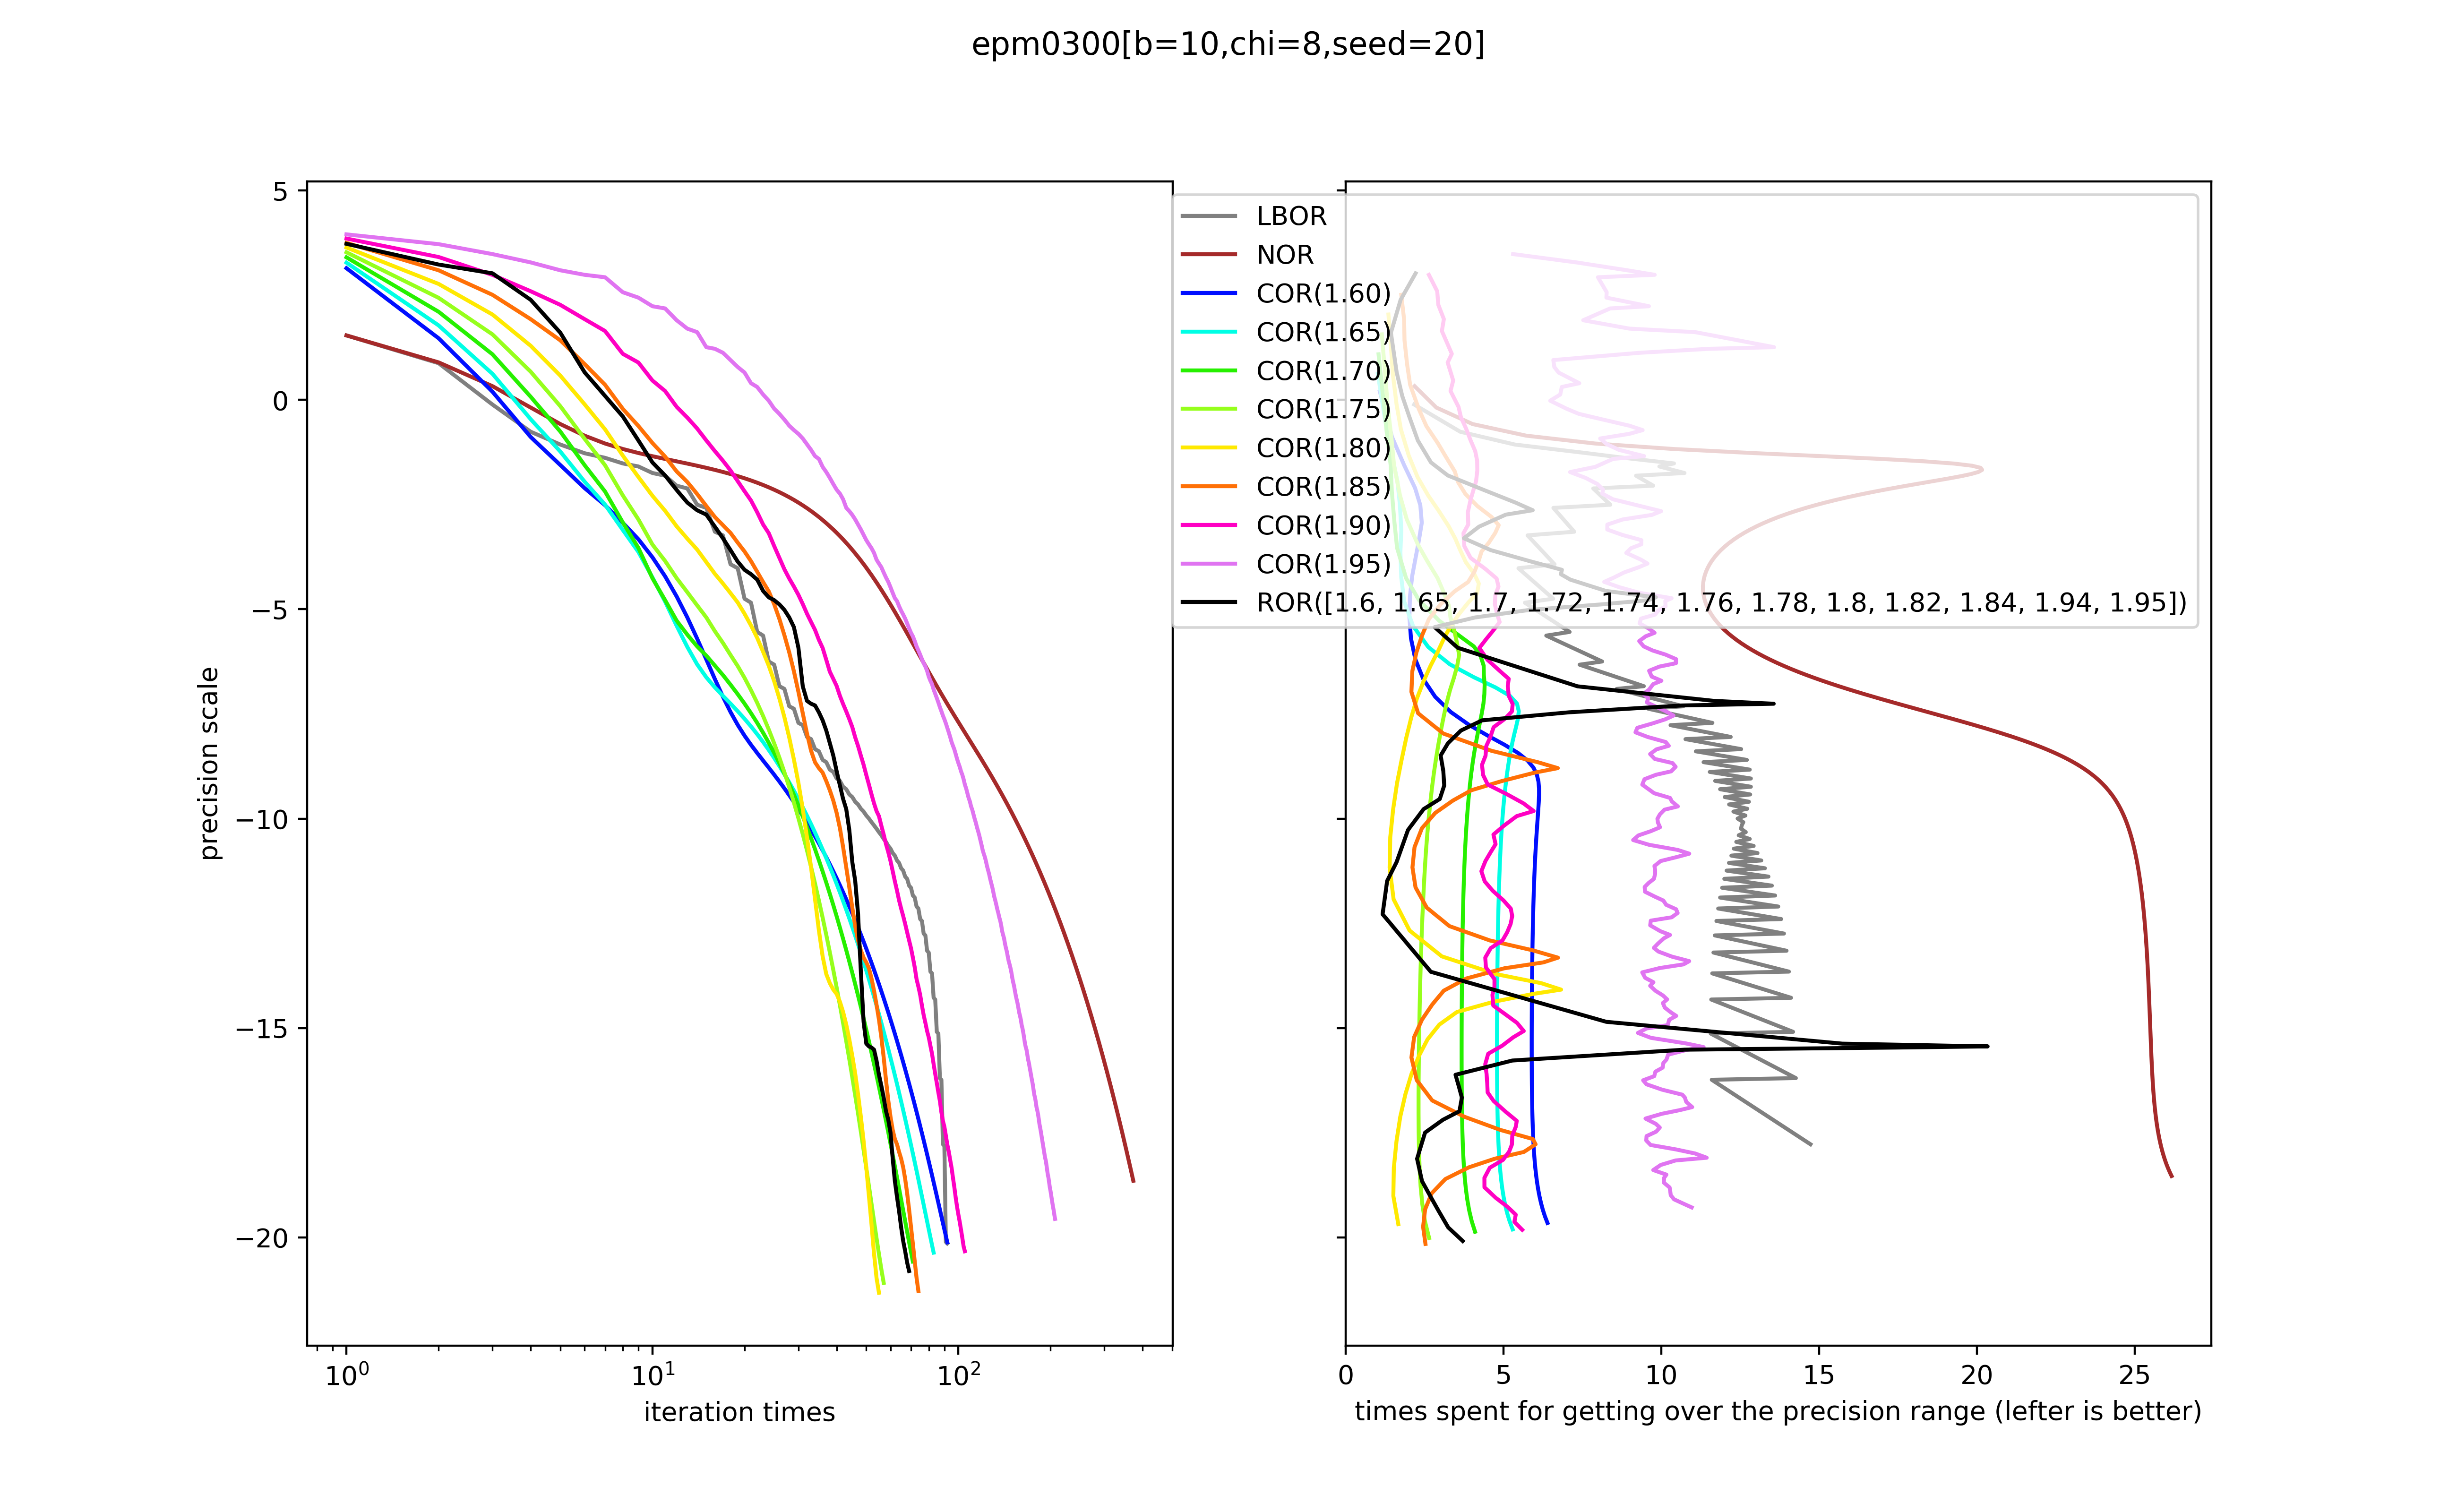 epm0300[b=10,chi=8,seed=20]
5
0
−5
−10
−15
−20
precision scale
10⁰
10¹
10²
iteration times
LBOR
NOR
COR(1.60)
COR(1.65)
COR(1.70)
COR(1.75)
COR(1.80)
COR(1.85)
COR(1.90)
COR(1.95)
ROR([1.6, 1.65, 1.7, 1.72, 1.74, 1.76, 1.78, 1.8, 1.82, 1.84, 1.94, 1.95])
0
5
10
15
20
25
times spent for getting over the precision range (lefter is better)